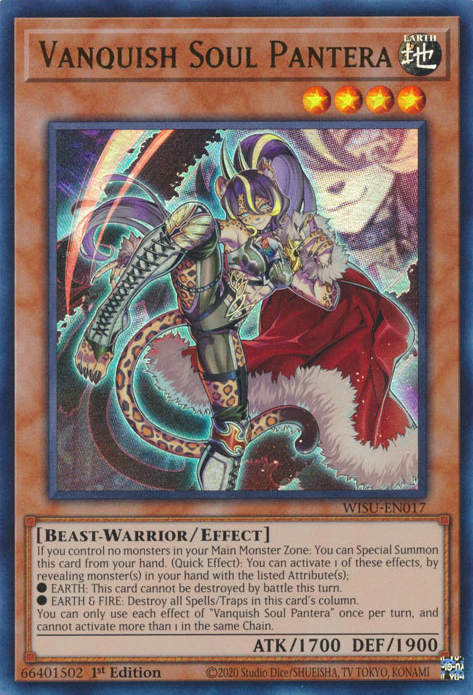 VANQUISH SOUL PANTERA
EARTH
地
WISU-EN017
[BEAST-WARRIOR/EFFECT]
If you control no monsters in your Main Monster Zone: You can Special Summon
this card from your hand. (Quick Effect): You can activate 1 of these effects, by
revealing monster(s) in your hand with the listed Attribute(s);
● EARTH: This card cannot be destroyed by battle this turn.
● EARTH & FIRE: Destroy all Spells/Traps in this card's column.
You can only use each effect of "Vanquish Soul Pantera" once per turn, and
cannot activate more than 1 in the same Chain.
ATK/1700 DEF/1900
66401502 1st Edition ©2020 Studio Dice/SHUEISHA, TV TOKYO, KONAMI